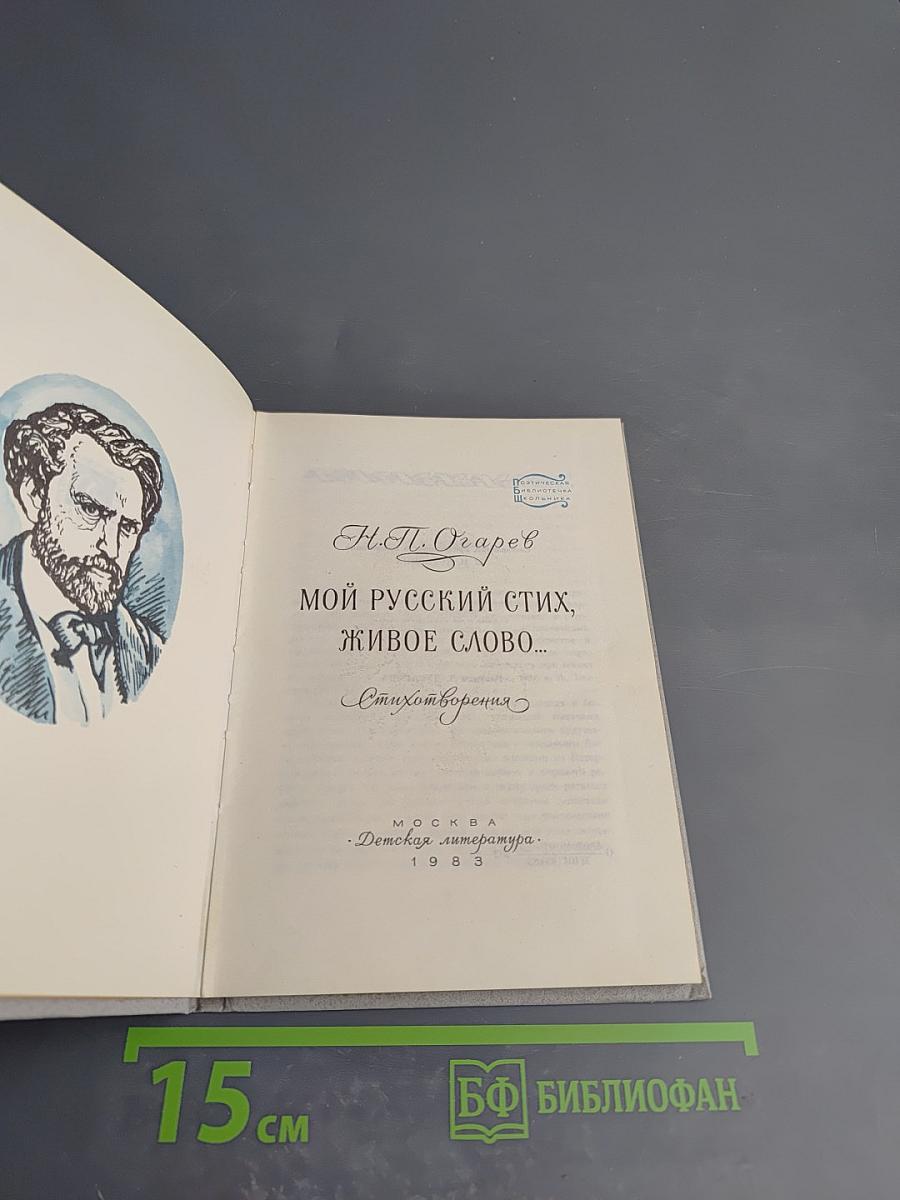 Поэтическая
Библиотечка
Школьника
Н.П. Огарев
МОЙ РУССКИЙ СТИХ,
ЖИВОЕ СЛОВО...
Стихотворения
МОСКВА
·Детская литература·
1983
15 см
БФ БИБЛИОФАН